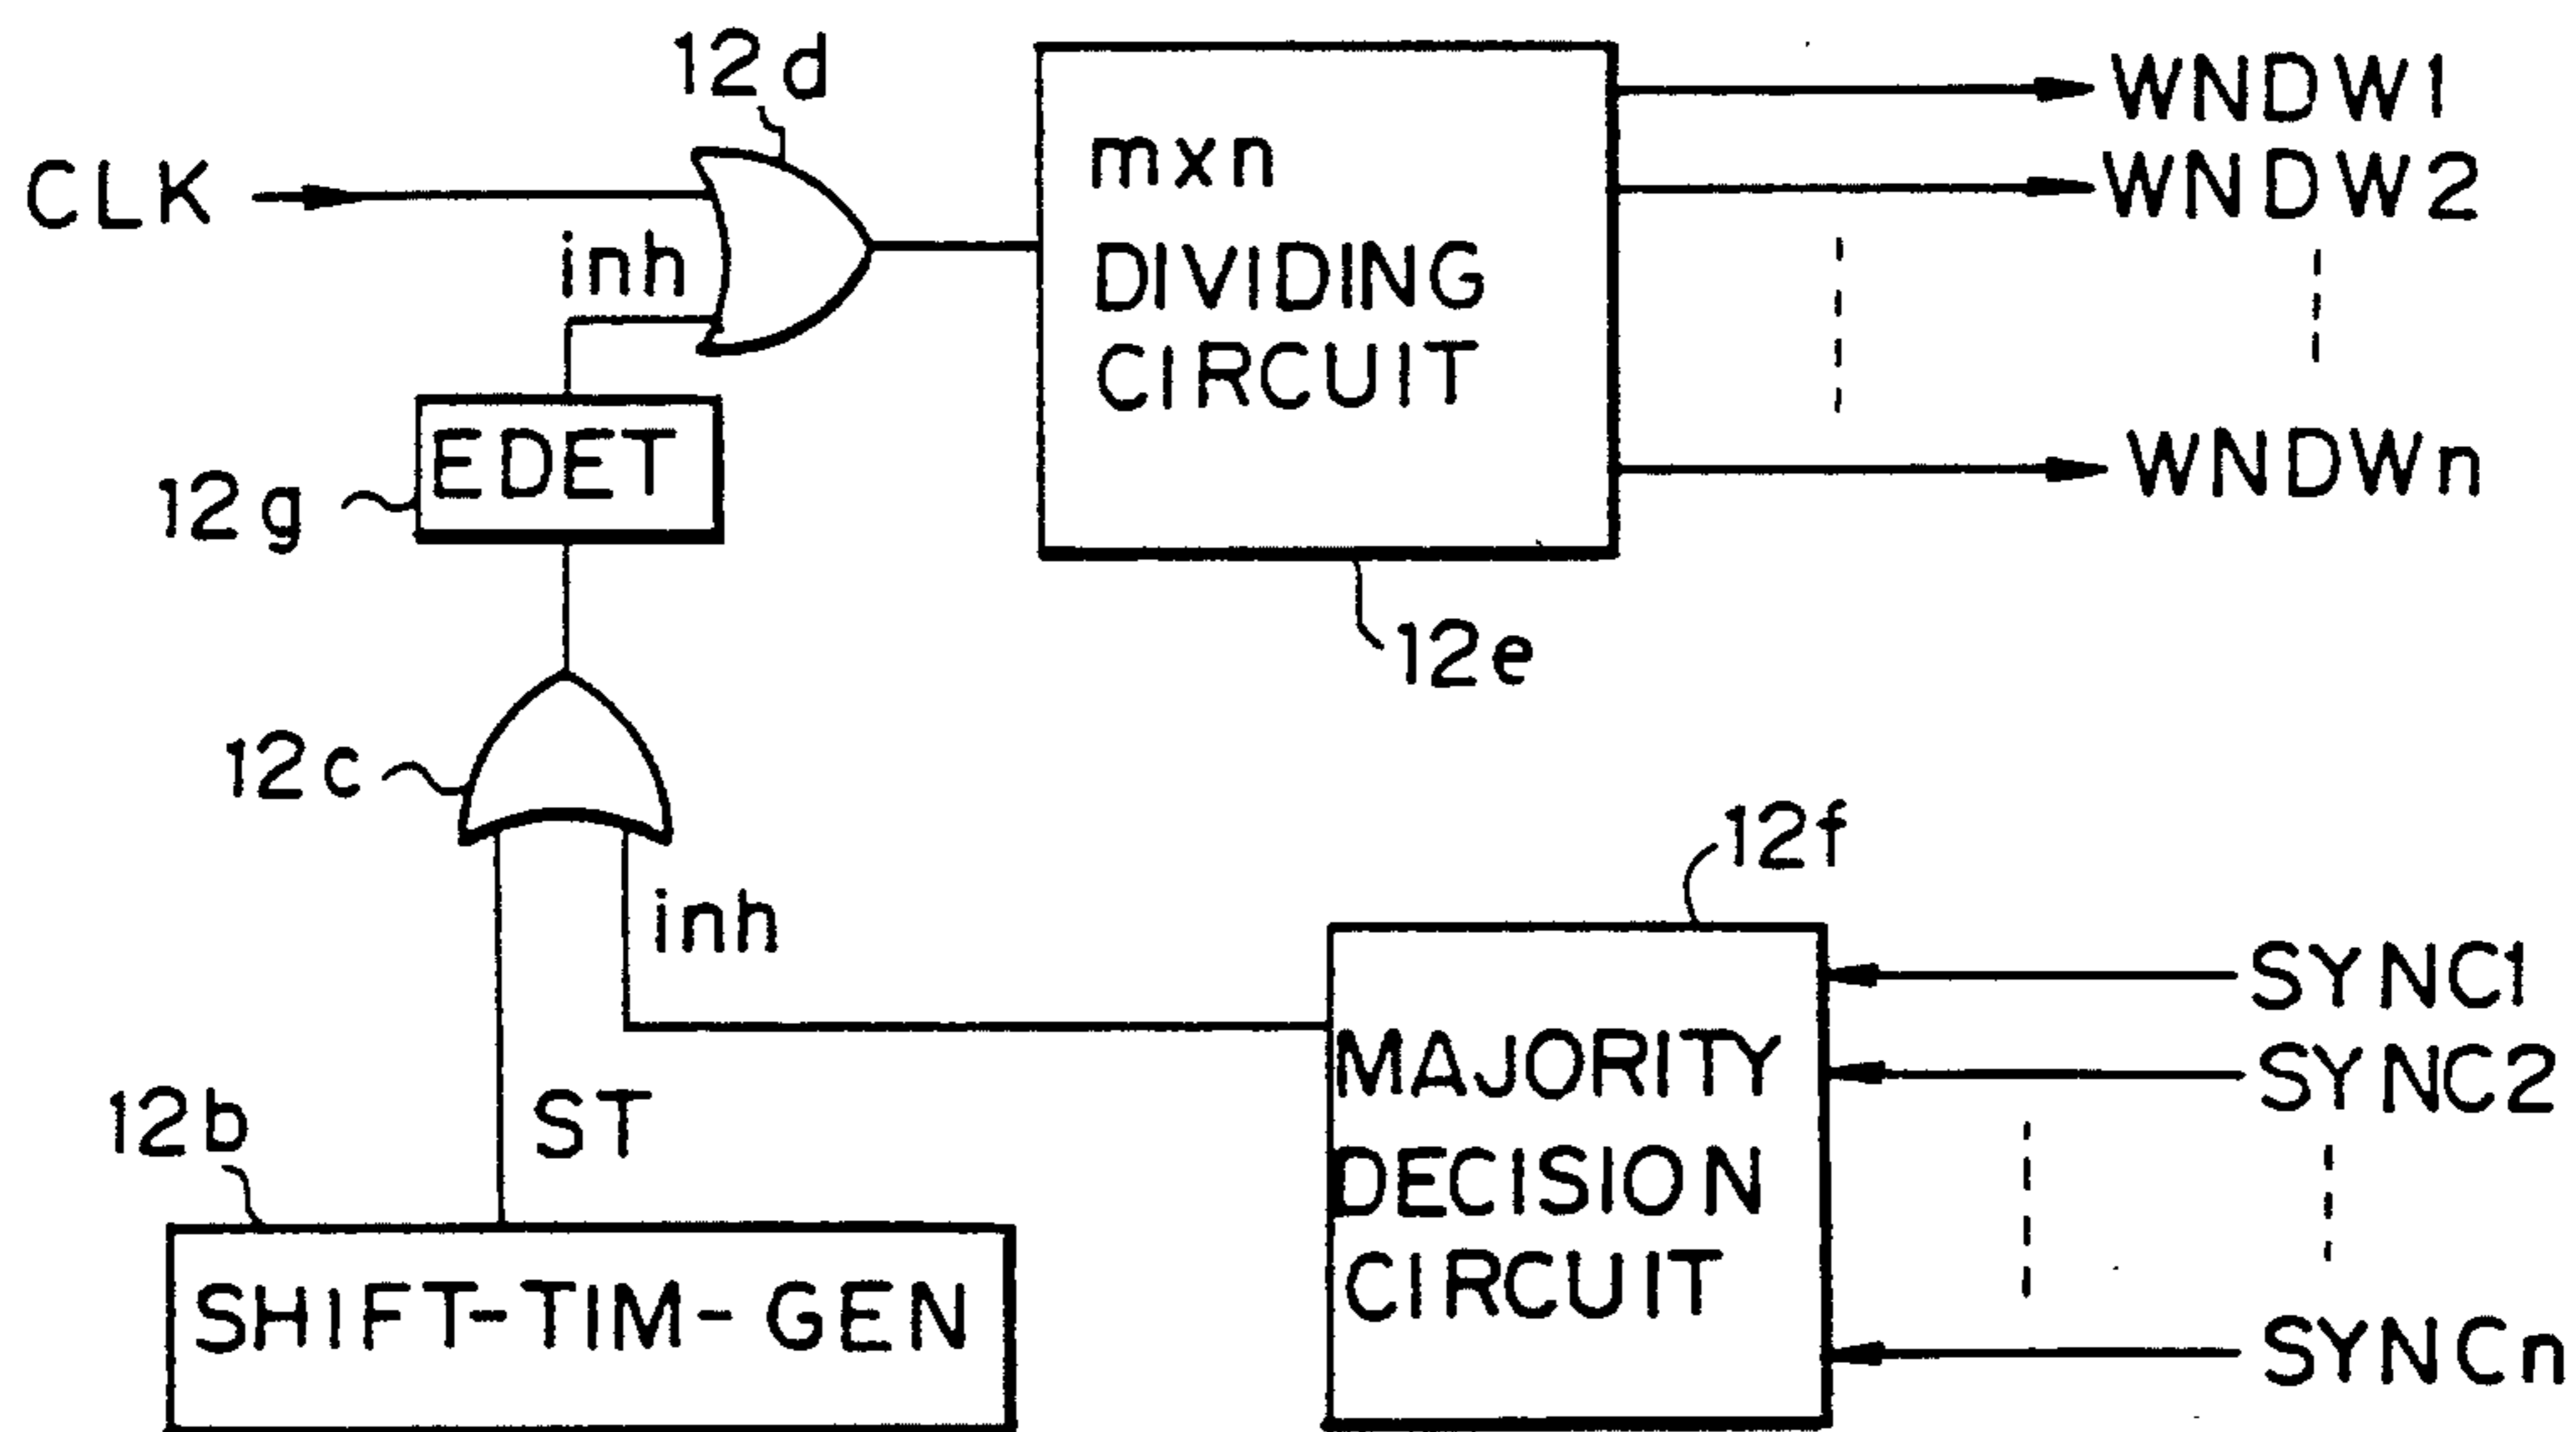 12d
CLK
inh
mxn
DIVIDING
CIRCUIT
WNDW1
WNDW2
WNDWn
EDET
12g
12e
12c
inh
12f
ST
12b
SHIFT-TIM-GEN
MAJORITY
DECISION
CIRCUIT
SYNC1
SYNC2
SYNCn